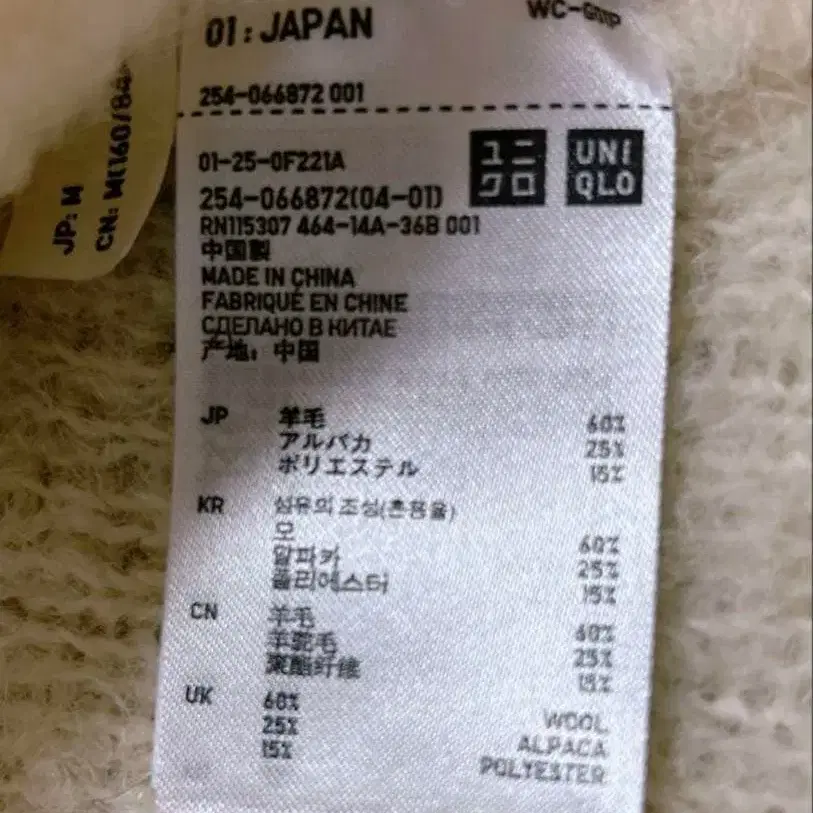 01 : JAPAN
254-066872 001
JP: M
CN: M(160/84
01-25-0F221A
254-066872(04-01)
ユニクロ
UNIQLO
RN115307 464-14A-36B 001
中国製
MADE IN CHINA
FABRIQUÉ EN CHINE
СДЕЛАНО В КИТАЕ
产地: 中国
JP 羊毛 60%
アルパカ 25%
ポリエステル 15%
KR 섬유의 조성(혼용율)
모 60%
알파카 25%
폴리에스터 15%
CN 羊毛 60%
羊驼毛 25%
聚酯纤维 15%
UK 60% WOOL
25% ALPACA
15% POLYESTER